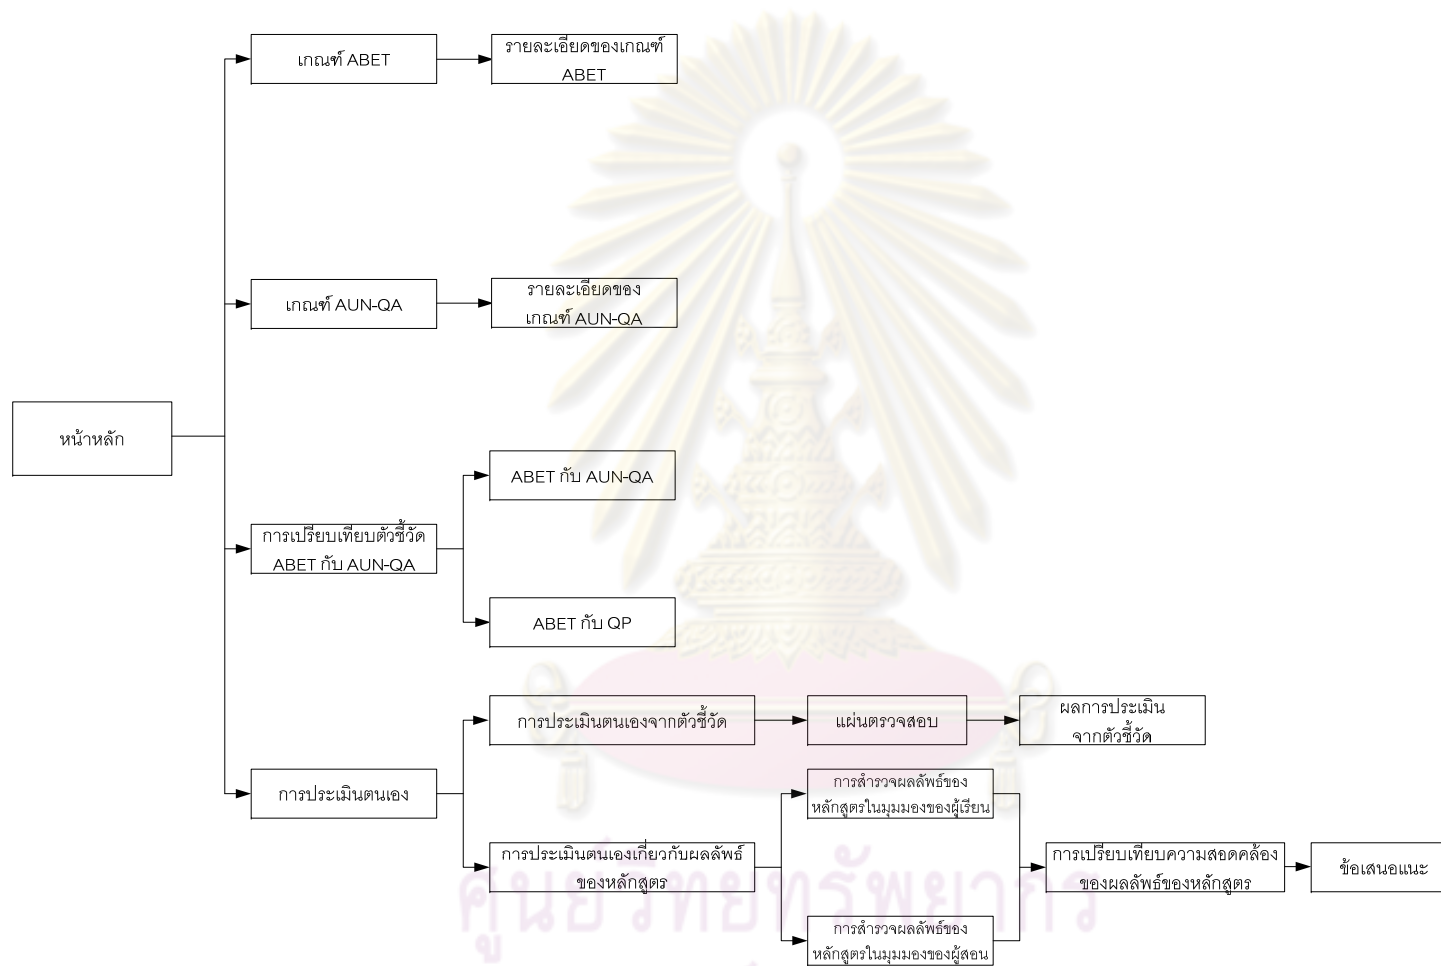 เกณฑ์ ABET
รายละเอียดของเกณฑ์
ABET
เกณฑ์ AUN-QA
รายละเอียดของ
เกณฑ์ AUN-QA
หน้าหลัก
การเปรียบเทียบตัวชี้วัด
ABET กับ AUN-QA
ABET กับ AUN-QA
ABET กับ QP
การประเมินตนเอง
การประเมินตนเองจากตัวชี้วัด
แผ่นตรวจสอบ
ผลการประเมิน
จากตัวชี้วัด
การประเมินตนเองเกี่ยวกับผลลัพธ์
ของหลักสูตร
การสำรวจผลลัพธ์ของ
หลักสูตรในมุมมองของผู้เรียน
การสำรวจผลลัพธ์ของ
หลักสูตรในมุมมองของผู้สอน
การเปรียบเทียบความสอดคล้อง
ของผลลัพธ์ของหลักสูตร
ข้อเสนอแนะ
ศูนย์วิทยทรัพยากร